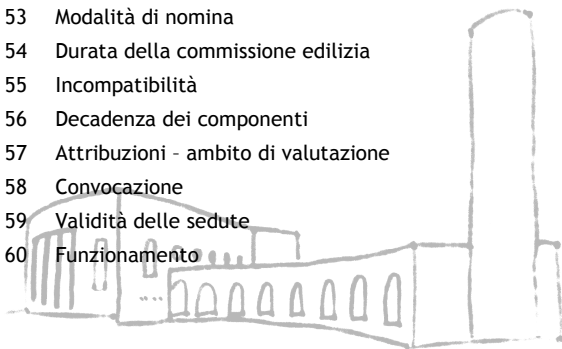 53 Modalità di nomina
54 Durata della commissione edilizia
55 Incompatibilità
56 Decadenza dei componenti
57 Attribuzioni – ambito di valutazione
58 Convocazione
59 Validità delle sedute
60 Funzionamento